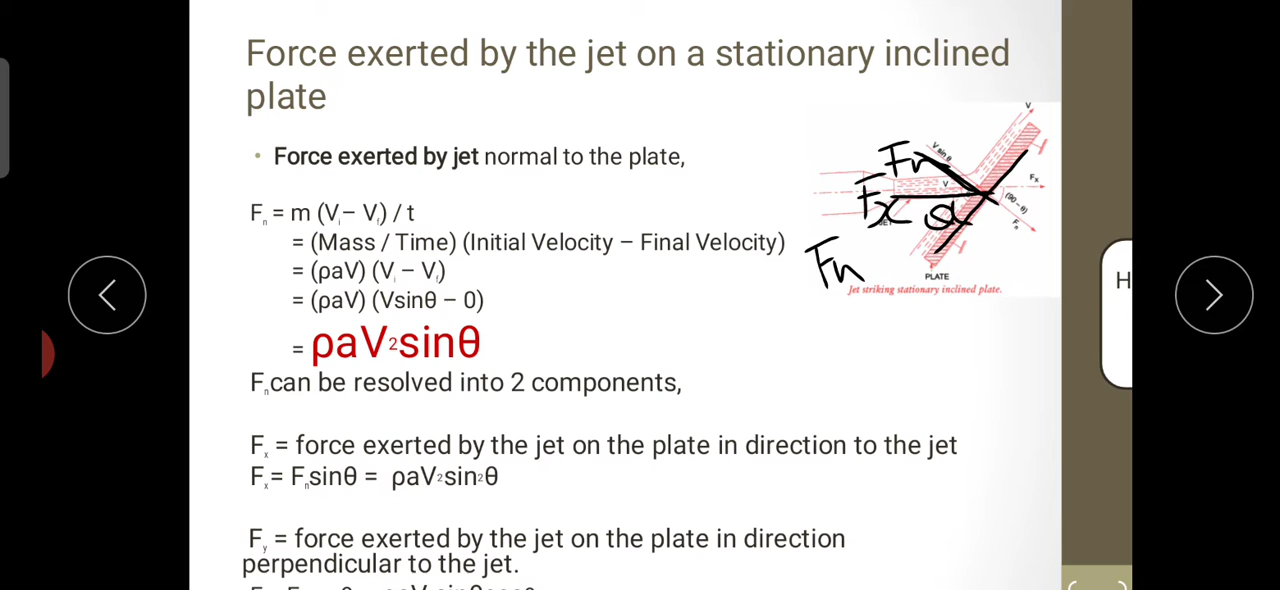 Force exerted by the jet on a stationary inclined
plate
• Force exerted by jet normal to the plate,
Fn = m (Vi – Vf) / t
= (Mass / Time) (Initial Velocity – Final Velocity)
= (ρaV) (Vi – Vf)
= (ρaV) (Vsinθ – 0)
= ρaV²sinθ
Fn can be resolved into 2 components,
Fx = force exerted by the jet on the plate in direction to the jet
Fx = Fnsinθ = ρaV²sin²θ
Fy = force exerted by the jet on the plate in direction
perpendicular to the jet.
V
V sin θ
Fn
V
Fx
Fx
(90 – θ)
Fn
Fn
PLATE
Jet striking stationary inclined plate.
H